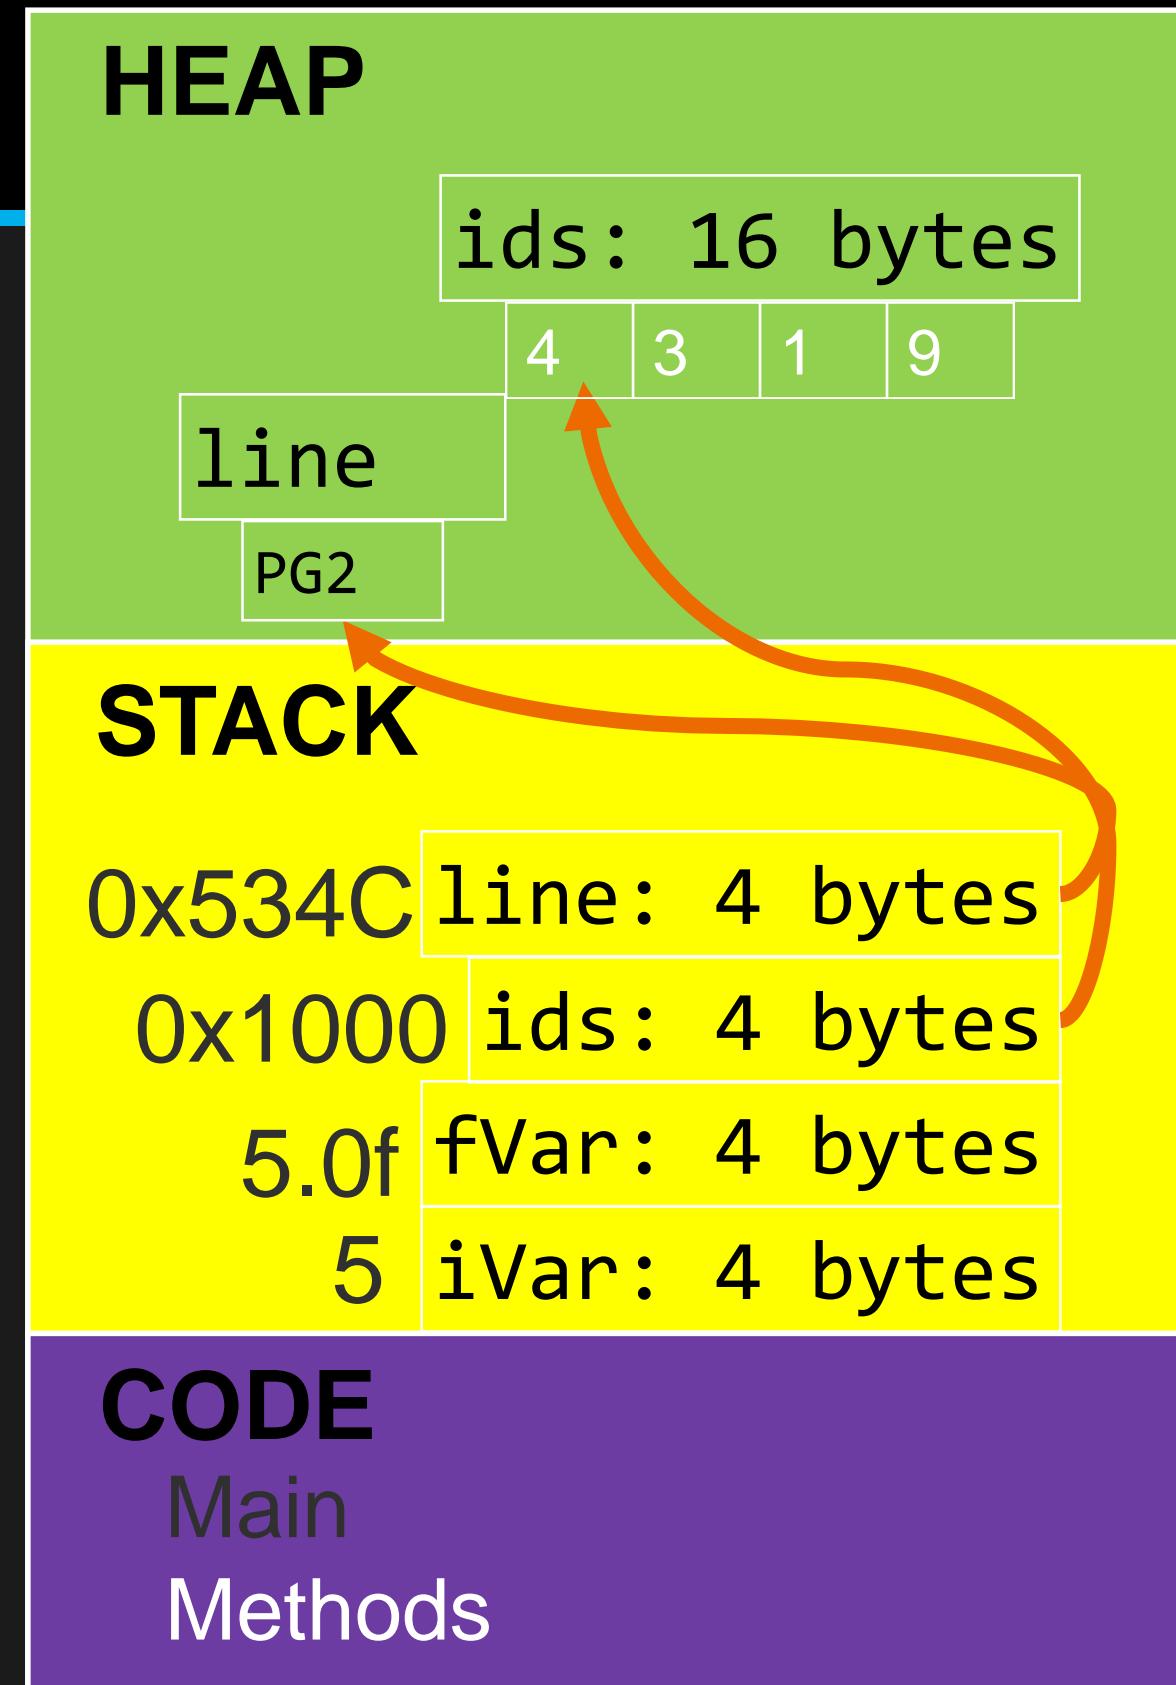 HEAP
ids: 16 bytes
4 3 1 9
line
PG2
STACK
0x534C line: 4 bytes
0x1000 ids: 4 bytes
5.0f fVar: 4 bytes
5 iVar: 4 bytes
CODE
Main
Methods